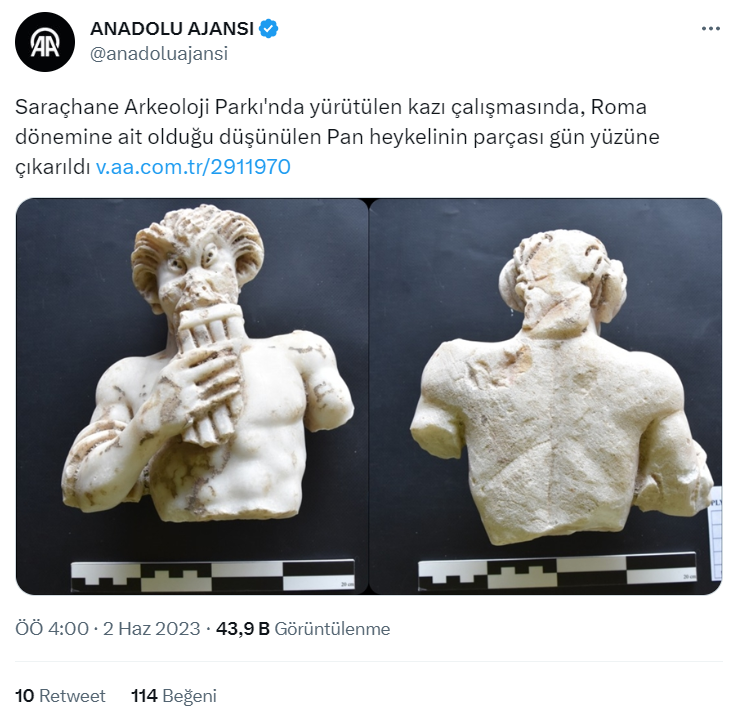 ANADOLU AJANSI
@anadoluajansi
Saraçhane Arkeoloji Parkı'nda yürütülen kazı çalışmasında, Roma
dönemine ait olduğu düşünülen Pan heykelinin parçası gün yüzüne
çıkarıldı v.aa.com.tr/2911970
20 cm
20 cm
ÖÖ 4:00 · 2 Haz 2023 · 43,9 B Görüntülenme
10 Retweet 114 Beğeni